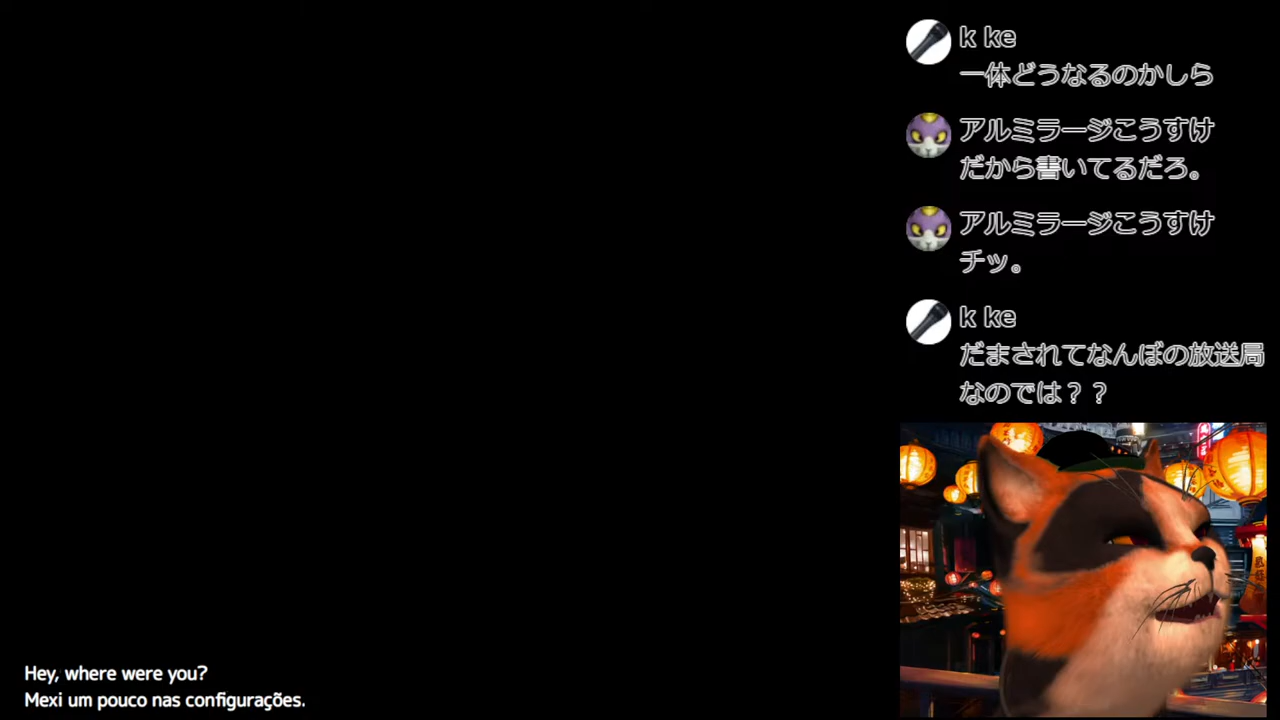 k ke
一体どうなるのかしら
アルミラージこうすけ
だから書いてるだろ。
アルミラージこうすけ
チッ。
k ke
だまされてなんぼの放送局
なのでは？？
Hey, where were you?
Mexi um pouco nas configurações.